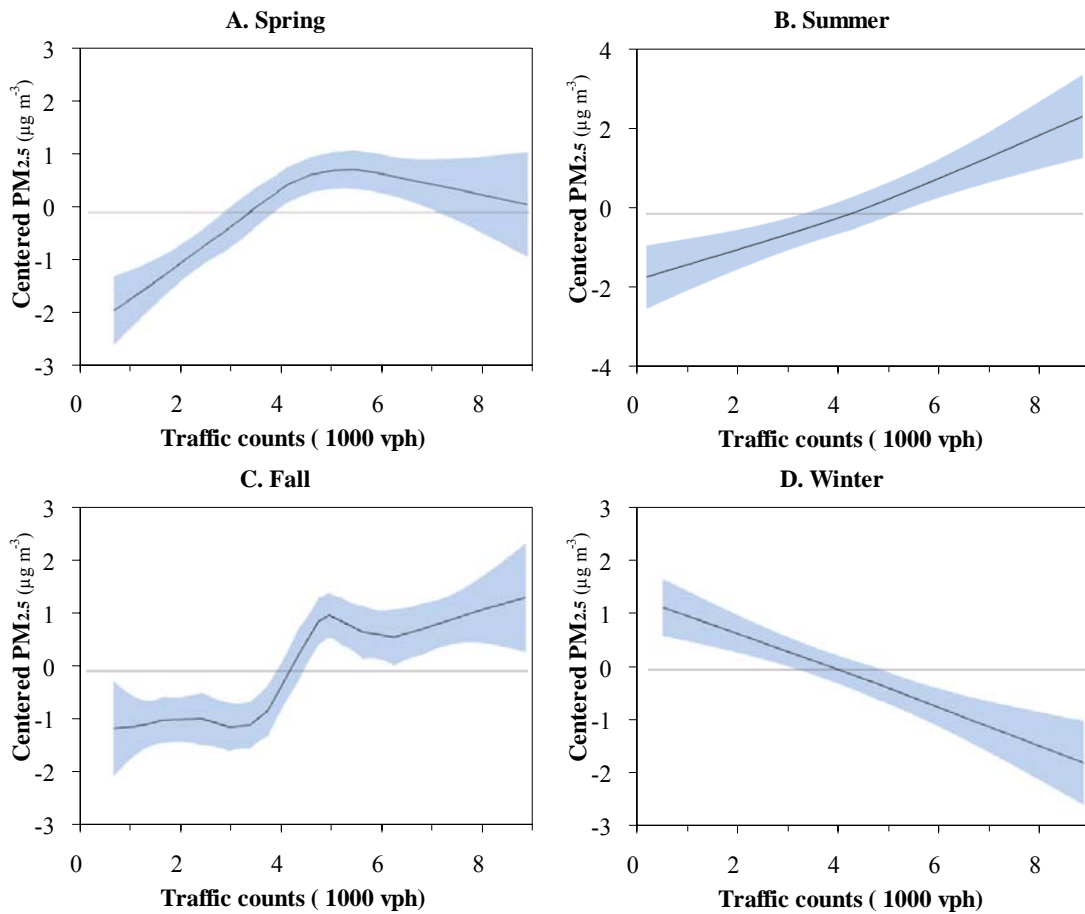 A. Spring
3
2
1
0
-1
-2
-3
Centered PM2.5 (µg m-3)
0 2 4 6 8
Traffic counts ( 1000 vph)
B. Summer
4
2
0
-2
-4
Centered PM2.5 (µg m-3)
0 2 4 6 8
Traffic counts ( 1000 vph)
C. Fall
3
2
1
0
-1
-2
-3
Centered PM2.5 (µg m-3)
0 2 4 6 8
Traffic counts ( 1000 vph)
D. Winter
3
2
1
0
-1
-2
-3
Centered PM2.5 (µg m-3)
0 2 4 6 8
Traffic counts ( 1000 vph)